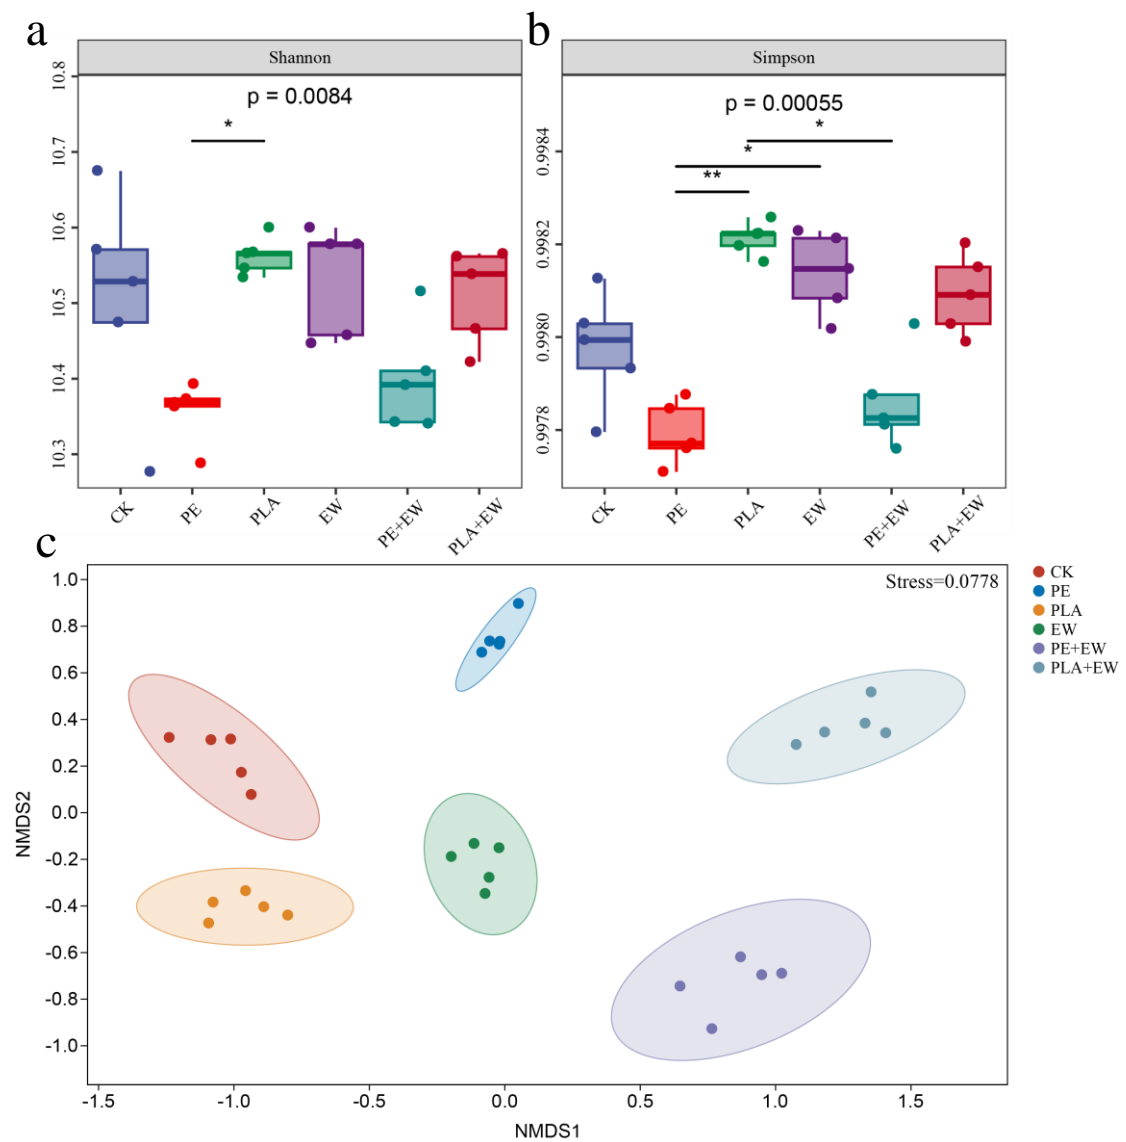 a
Shannon
p = 0.0084
*
10.8
10.7
10.6
10.5
10.4
10.3
CK
PE
PLA
EW
PE+EW
PLA+EW
b
Simpson
p = 0.00055
*
*
**
0.9984
0.9982
0.9980
0.9978
CK
PE
PLA
EW
PE+EW
PLA+EW
c
Stress=0.0778
NMDS2
1.0
0.8
0.6
0.4
0.2
0.0
-0.2
-0.4
-0.6
-0.8
-1.0
-1.5 -1.0 -0.5 0.0 0.5 1.0 1.5
NMDS1
CK
PE
PLA
EW
PE+EW
PLA+EW